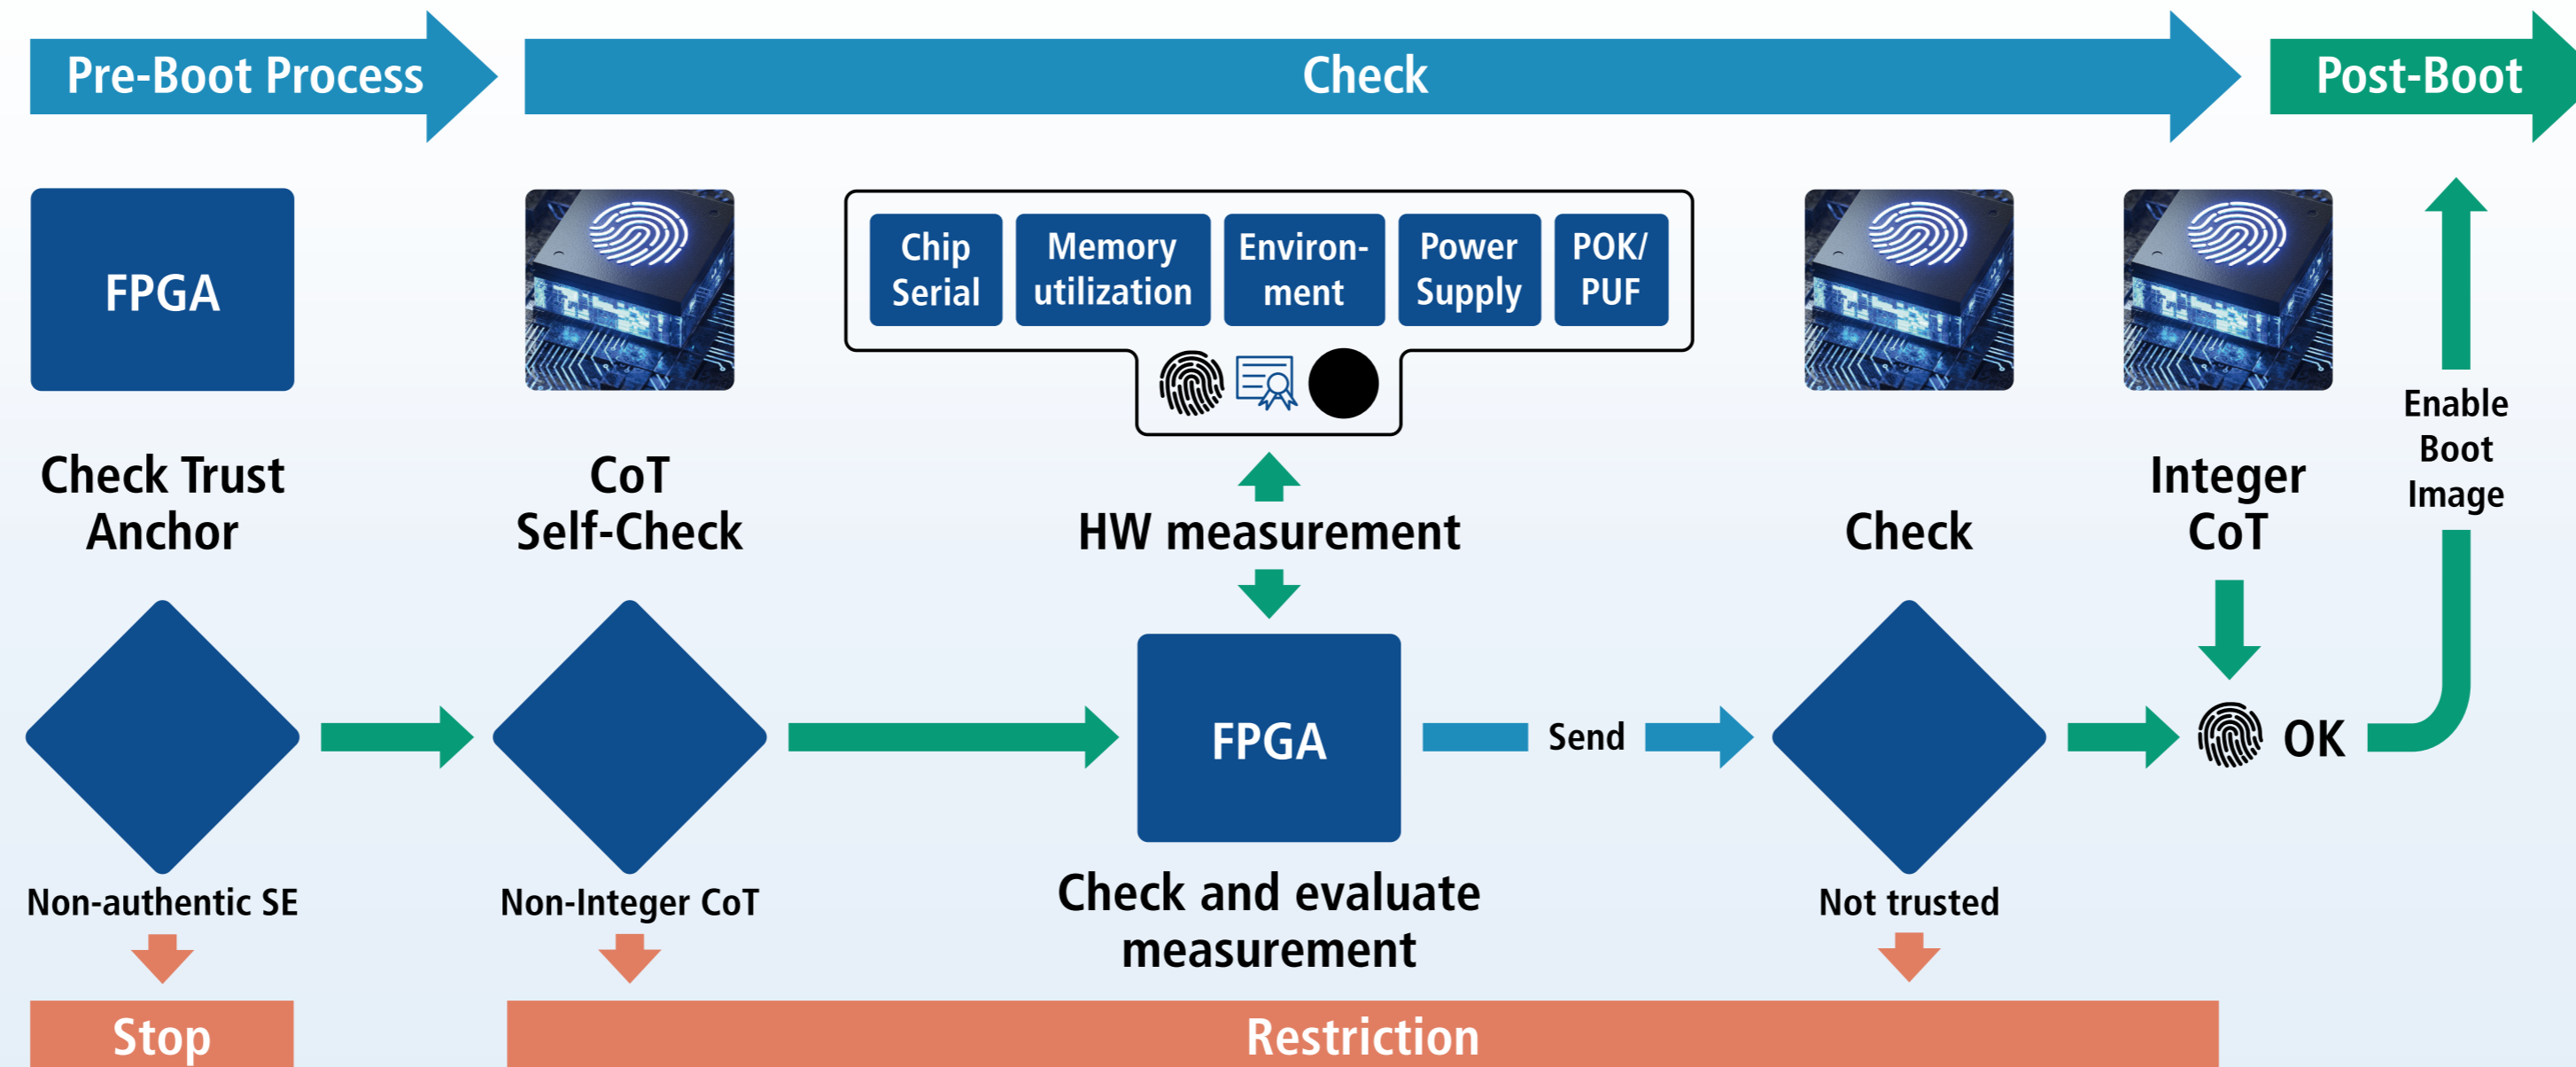 Pre-Boot Process
Check
Post-Boot
FPGA
Chip
Serial
Memory
utilization
Environ-
ment
Power
Supply
POK/
PUF
Check Trust
Anchor
CoT
Self-Check
HW measurement
Check
Integer
CoT
Enable
Boot
Image
FPGA
Send
OK
Non-authentic SE
Non-Integer CoT
Check and evaluate
measurement
Not trusted
Stop
Restriction